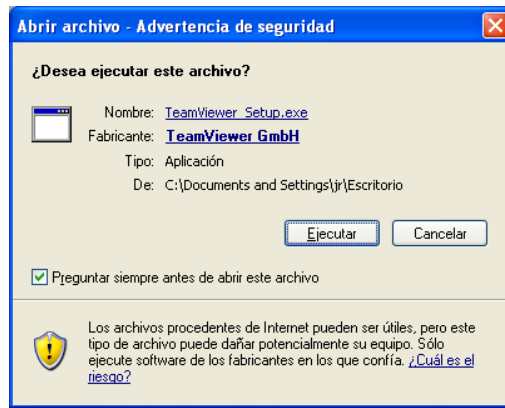 Abrir archivo - Advertencia de seguridad
¿Desea ejecutar este archivo?
Nombre: TeamViewer_Setup.exe
Fabricante: TeamViewer GmbH
Tipo: Aplicación
De: C:\Documents and Settings\jr\Escritorio
Ejecutar Cancelar
Preguntar siempre antes de abrir este archivo
Los archivos procedentes de Internet pueden ser útiles, pero este
tipo de archivo puede dañar potencialmente su equipo. Sólo
ejecute software de los fabricantes en los que confía. ¿Cuál es el
riesgo?